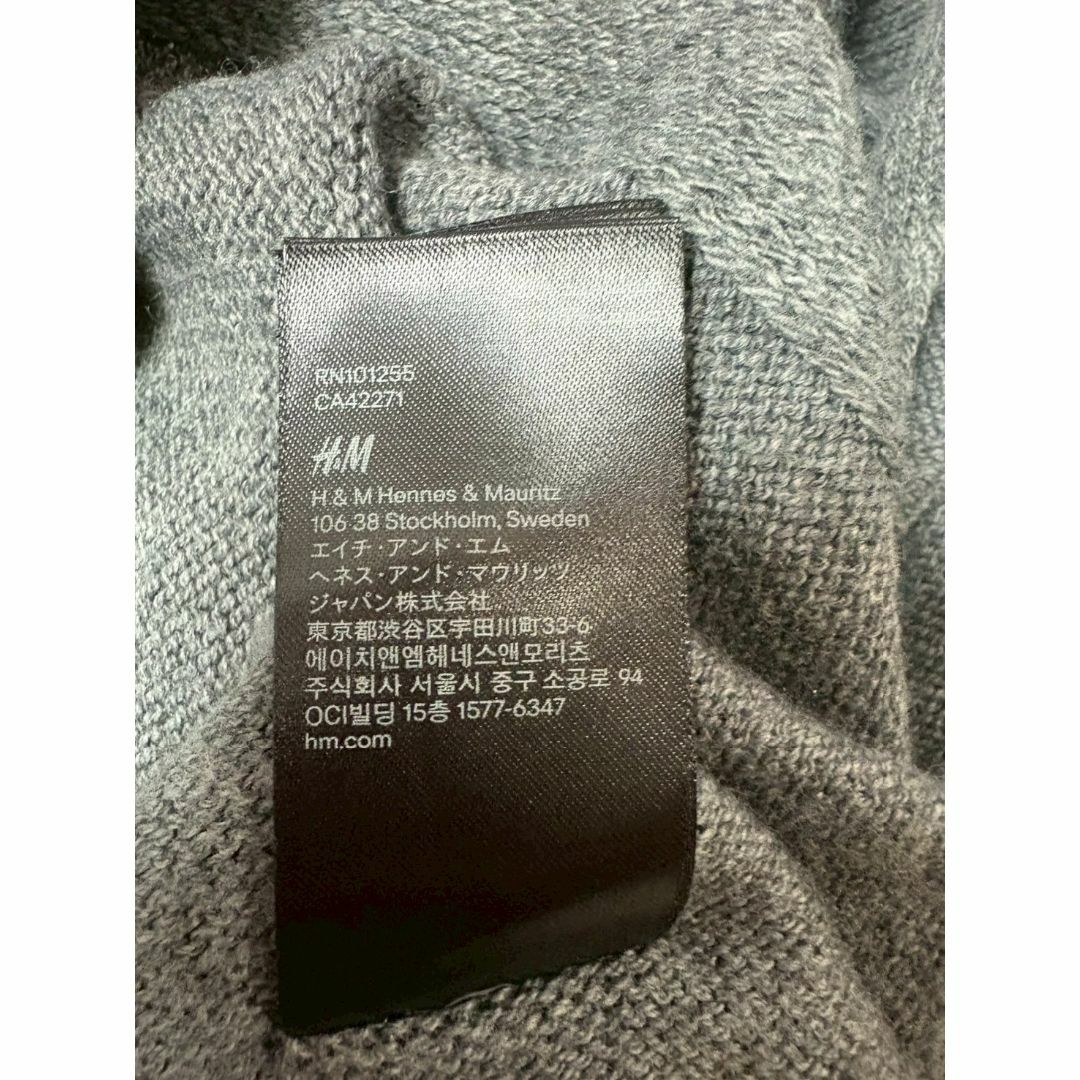 RN101255
CA42271
H&M
H & M Hennes & Mauritz
106 38 Stockholm, Sweden
エイチ・アンド・エム
ヘネス・アンド・マウリッツ
ジャパン株式会社
東京都渋谷区宇田川町33-6
에이치앤엠헤네스앤모리츠
주식회사 서울시 중구 소공로 94
OCI빌딩 15층 1577-6347
hm.com